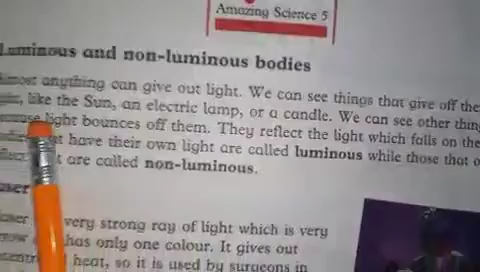 Amazing Science 5
Luminous and non-luminous bodies
Almost anything can give out light. We can see things that give off the
like the Sun, an electric lamp, or a candle. We can see other thing
because light bounces off them. They reflect the light which falls on the
have their own light are called luminous while those that o
are called non-luminous.
very strong ray of light which is very
has only one colour. It gives out
heat, so it is used by surgeons in